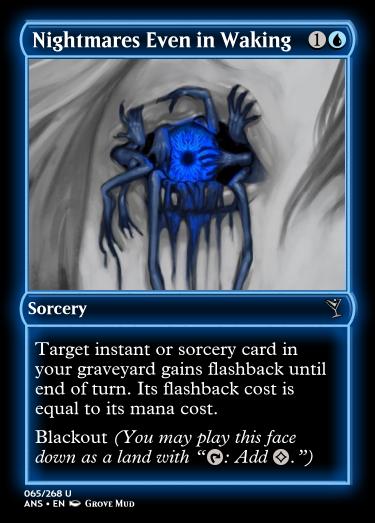 Nightmares Even in Waking 1
Sorcery
Target instant or sorcery card in
your graveyard gains flashback until
end of turn. Its flashback cost is
equal to its mana cost.
Blackout (You may play this face
down as a land with “: Add .”)
065/268 U
ANS • EN Grove Mud